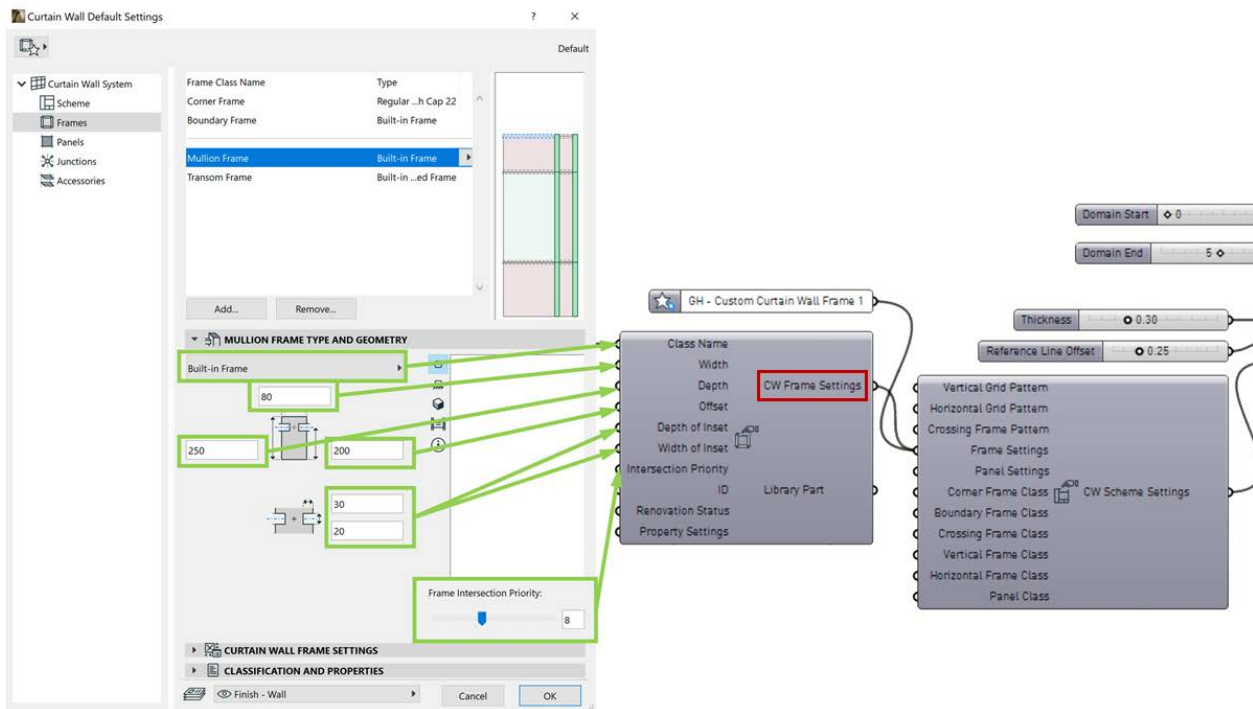 Curtain Wall Default Settings
?
Default
Curtain Wall System
Scheme
Frames
Panels
Junctions
Accessories
Frame Class Name Type
Corner Frame Regular ...h Cap 22
Boundary Frame Built-in Frame
Mullion Frame Built-in Frame
Transom Frame Built-in ...ed Frame
Add... Remove...
MULLION FRAME TYPE AND GEOMETRY
Built-in Frame
80
250 200
30
20
Frame Intersection Priority:
8
CURTAIN WALL FRAME SETTINGS
CLASSIFICATION AND PROPERTIES
Finish - Wall
Cancel OK
GH - Custom Curtain Wall Frame 1
Class Name
Width
Depth
Offset
Depth of Inset
Width of Inset
Intersection Priority
ID
Renovation Status
Property Settings
CW Frame Settings
Library Part
Domain Start 0
Domain End 5
Thickness 0.30
Reference Line Offset 0.25
Vertical Grid Pattern
Horizontal Grid Pattern
Crossing Frame Pattern
Frame Settings
Panel Settings
Corner Frame Class
Boundary Frame Class
Crossing Frame Class
Vertical Frame Class
Horizontal Frame Class
Panel Class
CW Scheme Settings